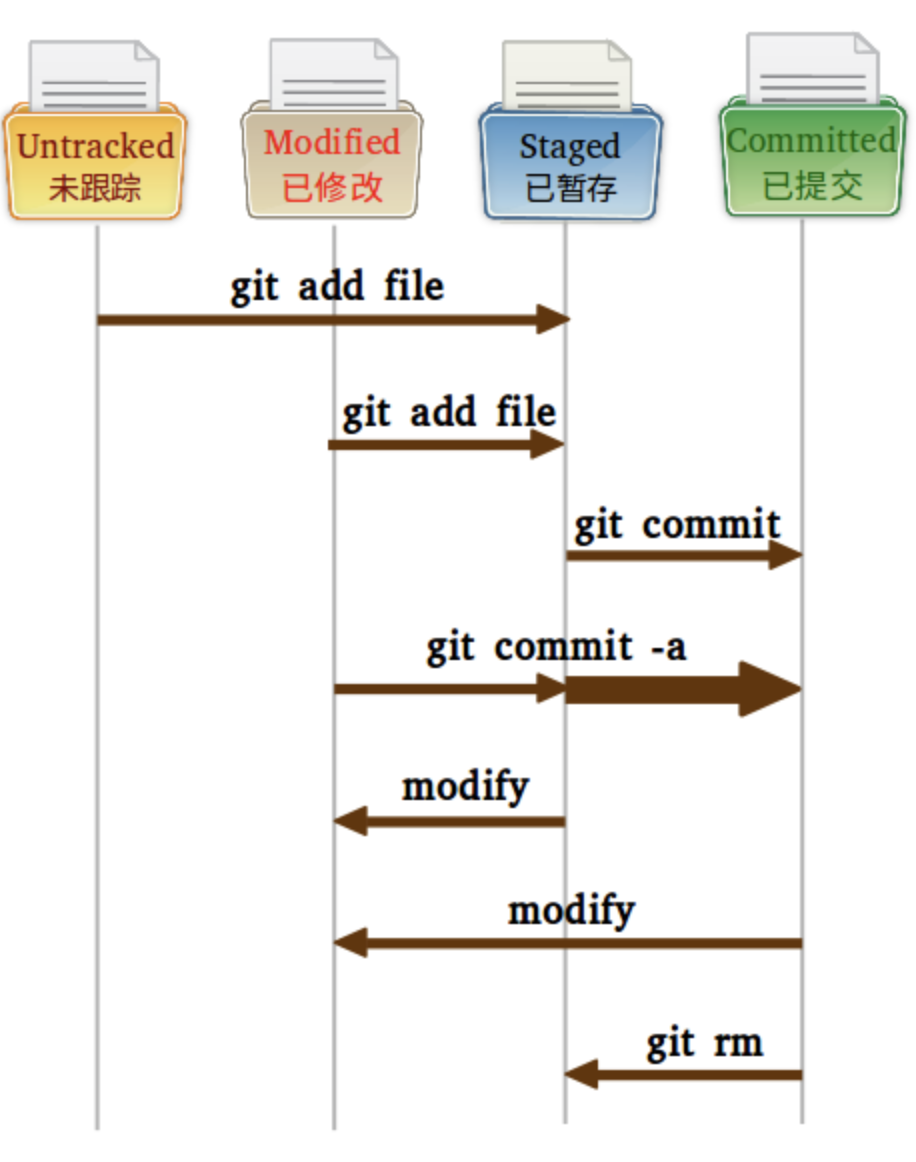 Untracked
未跟踪
Modified
已修改
Staged
已暂存
Committed
已提交
git add file
git add file
git commit
git commit -a
modify
modify
git rm